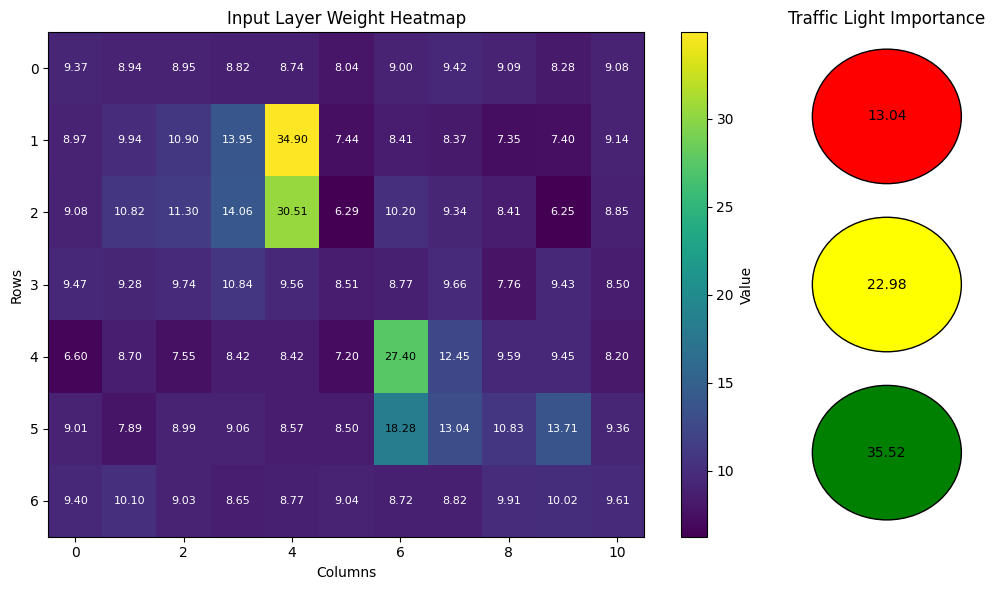 Input Layer Weight Heatmap
Traffic Light Importance
Rows
0 9.37 8.94 8.95 8.82 8.74 8.04 9.00 9.42 9.09 8.28 9.08
1 8.97 9.94 10.90 13.95 34.90 7.44 8.41 8.37 7.35 7.40 9.14
2 9.08 10.82 11.30 14.06 30.51 6.29 10.20 9.34 8.41 6.25 8.85
3 9.47 9.28 9.74 10.84 9.56 8.51 8.77 9.66 7.76 9.43 8.50
4 6.60 8.70 7.55 8.42 8.42 7.20 27.40 12.45 9.59 9.45 8.20
5 9.01 7.89 8.99 9.06 8.57 8.50 18.28 13.04 10.83 13.71 9.36
6 9.40 10.10 9.03 8.65 8.77 9.04 8.72 8.82 9.91 10.02 9.61
0 2 4 6 8 10
Columns
30
25
20
15
10
Value
13.04
22.98
35.52